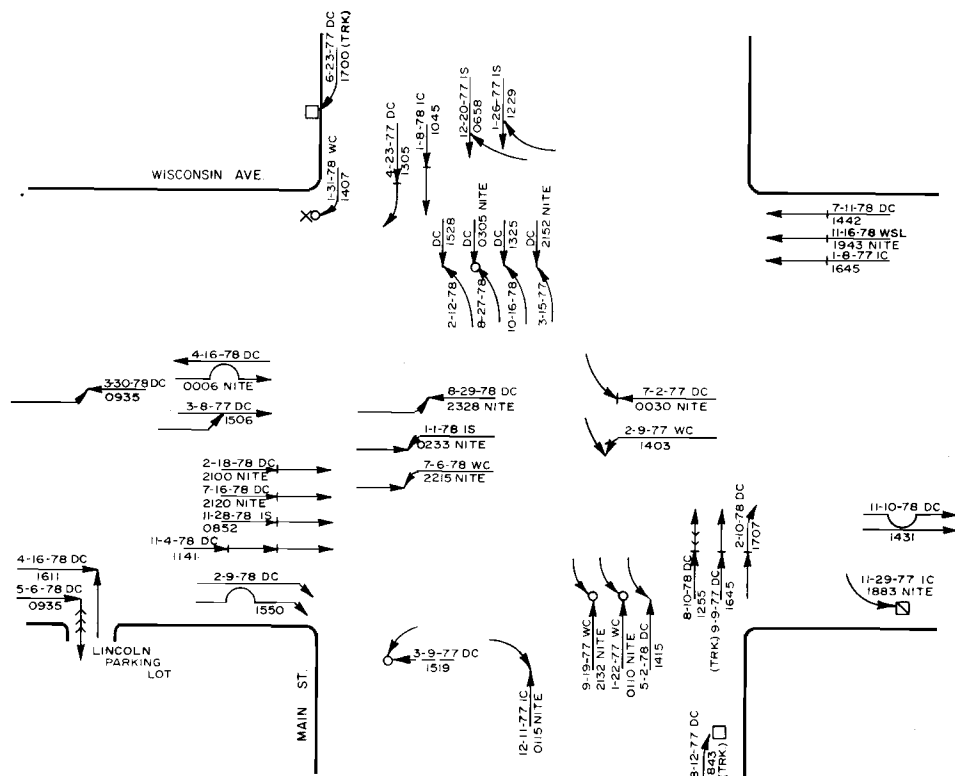 6-23-77 DC
1700 (TRK)
1-31-78 WC
1407
WISCONSIN AVE.
4-23-77 DC
1305
1-8-78 IC
1045
12-20-77 IS
0658
1-26-77 IS
1229
7-11-78 DC
1442
11-16-78 WSL
1943 NITE
1-8-77 IC
1645
DC
1528
2-12-78
DC
0305 NITE
8-27-78
DC
1325
10-16-78
DC
2152 NITE
3-15-77
4-16-78 DC
0006 NITE
3-30-78 DC
0935
3-8-77 DC
1506
8-29-78 DC
2328 NITE
1-1-78 IS
0233 NITE
7-6-78 WC
2215 NITE
7-2-77 DC
0030 NITE
2-9-77 WC
1403
2-18-78 DC
2100 NITE
7-16-78 DC
2120 NITE
11-28-78 IS
0852
11-4-78 DC
1141
4-16-78 DC
1611
5-6-78 DC
0935
2-9-78 DC
1550
LINCOLN
PARKING
LOT
MAIN ST.
3-9-77 DC
1519
12-11-77 IC
0115 NITE
9-19-77 WC
2132 NITE
1-22-77 WC
0110 NITE
5-2-78 DC
1415
8-10-78 DC
1255
9-9-77 DC
1645
(TRK)
2-10-78 DC
1707
11-10-78 DC
1431
11-29-77 IC
1883 NITE
8-12-77 DC
1843
(TRK)